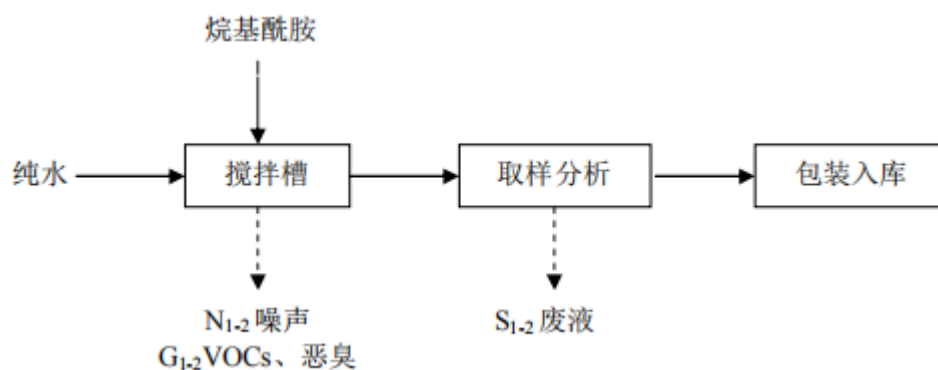 烷基酰胺
纯水
搅拌槽
取样分析
包装入库
N₁₋₂噪声
G₁₋₂VOCs、恶臭
S₁₋₂废液